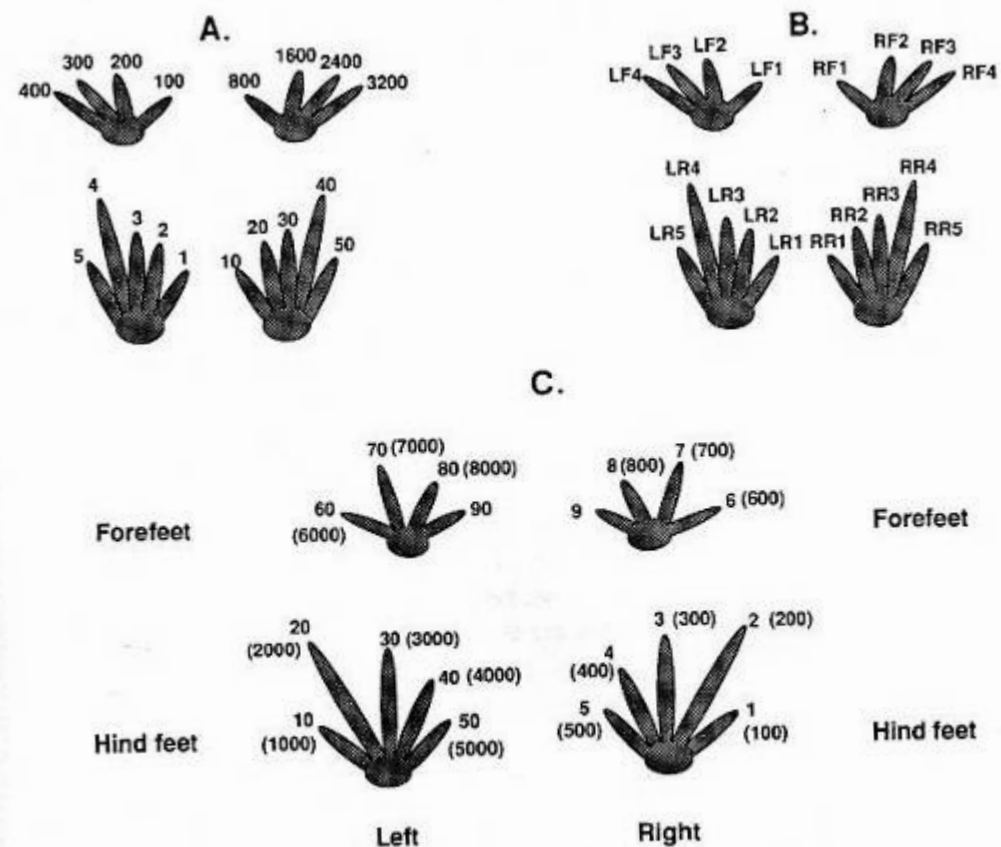 A.
300 200
400 100
1600
800 2400
3200
4
3
2
5 1
40
20 30
10 50
B.
LF3 LF2
LF4 LF1
RF2
RF3
RF1 RF4
LR4
LR3
LR2
LR5 LR1
RR4
RR3
RR2
RR1 RR5
C.
70 (7000)
80 (8000)
60
(6000)
90
7 (700)
8 (800)
9
6 (600)
Forefeet
Forefeet
20
(2000)
30 (3000)
40 (4000)
10
(1000)
50
(5000)
3 (300)
2 (200)
4
(400)
5
(500)
1
(100)
Hind feet
Hind feet
Left
Right